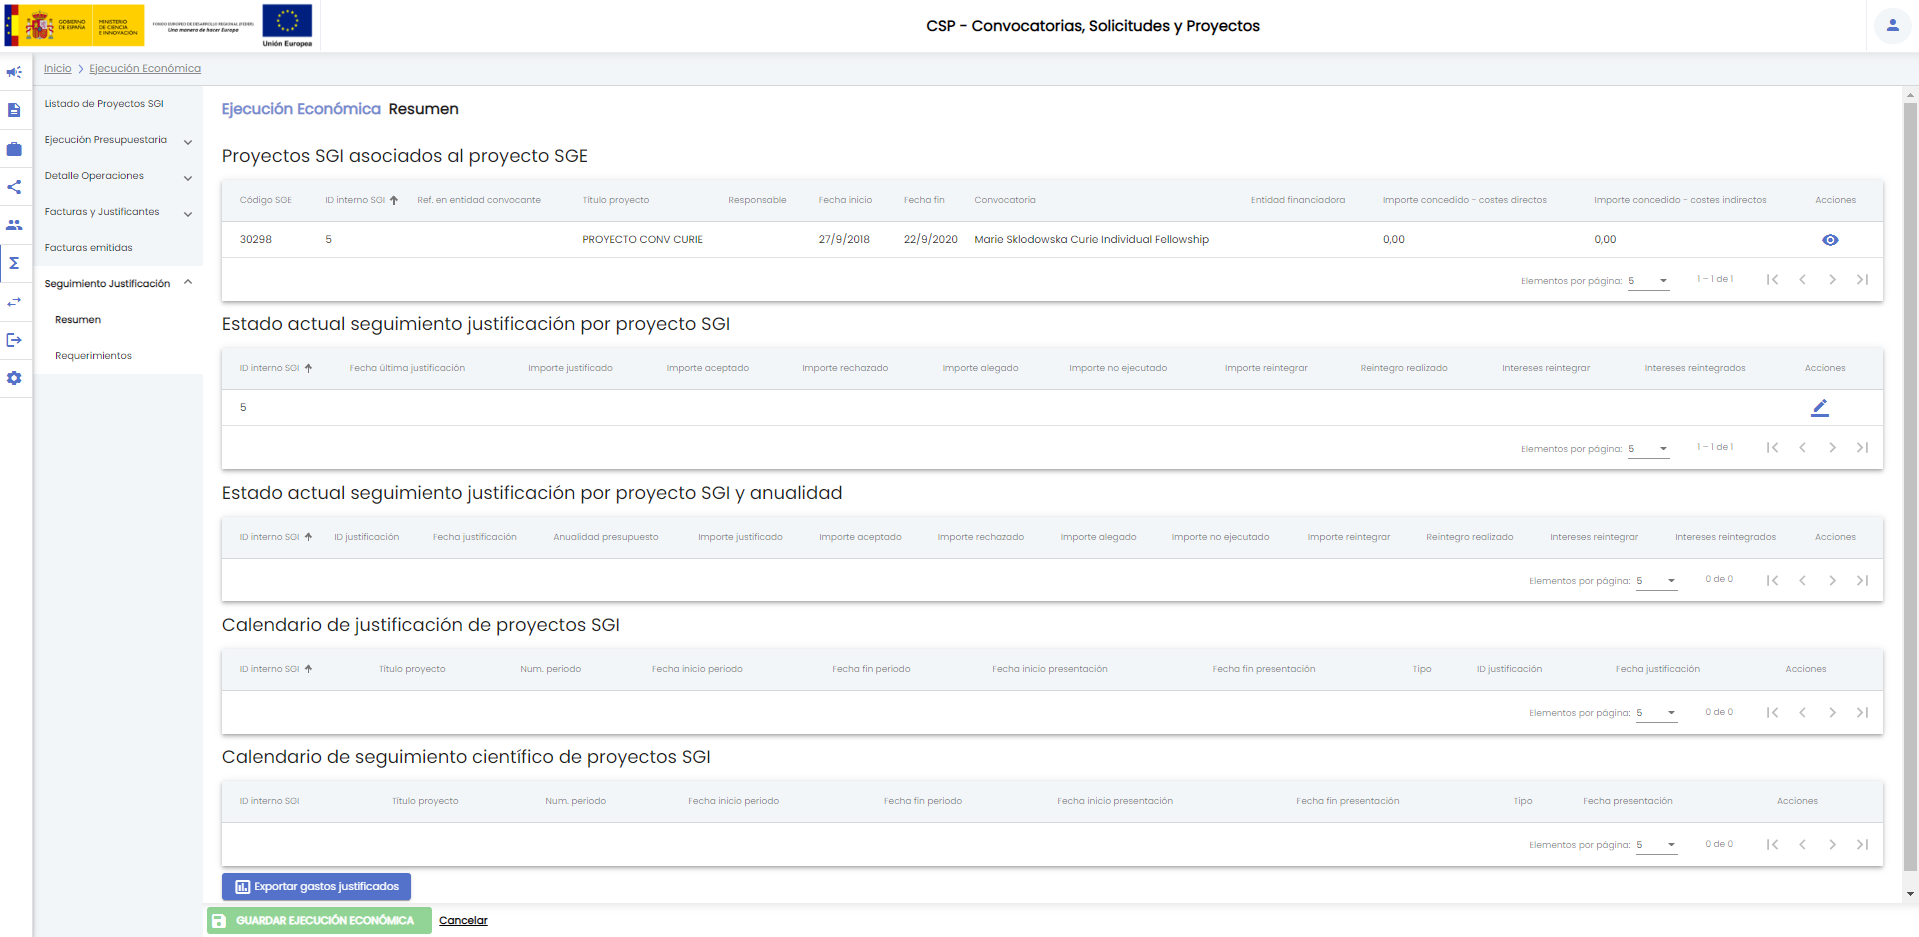 GOBIERNO
DE ESPAÑA
MINISTERIO
DE CIENCIA
E INNOVACIÓN
FONDO EUROPEO DE DESARROLLO REGIONAL (FEDER)
Una manera de hacer Europa
Unión Europea
CSP - Convocatorias, Solicitudes y Proyectos
Inicio > Ejecución Económica
Listado de Proyectos SGI
Ejecución Presupuestaria
Detalle Operaciones
Facturas y Justificantes
Facturas emitidas
Seguimiento Justificación
Resumen
Requerimientos
Ejecución Económica Resumen
Proyectos SGI asociados al proyecto SGE
Código SGE ID interno SGI Ref. en entidad convocante Título proyecto Responsable Fecha inicio Fecha fin Convocatoria Entidad financiadora Importe concedido - costes directos Importe concedido - costes indirectos Acciones
30298 5 PROYECTO CONV CURIE 27/9/2018 22/9/2020 Marie Sklodowska Curie Individual Fellowship 0,00 0,00
Elementos por página: 5 1 – 1 de 1
Estado actual seguimiento justificación por proyecto SGI
ID interno SGI Fecha última justificación Importe justificado Importe aceptado Importe rechazado Importe alegado Importe no ejecutado Importe reintegrar Reintegro realizado Intereses reintegrar Intereses reintegrados Acciones
5
Elementos por página: 5 1 – 1 de 1
Estado actual seguimiento justificación por proyecto SGI y anualidad
ID interno SGI ID justificación Fecha justificación Anualidad presupuesto Importe justificado Importe aceptado Importe rechazado Importe alegado Importe no ejecutado Importe reintegrar Reintegro realizado Intereses reintegrar Intereses reintegrados Acciones
Elementos por página: 5 0 de 0
Calendario de justificación de proyectos SGI
ID interno SGI Título proyecto Num. periodo Fecha inicio periodo Fecha fin periodo Fecha inicio presentación Fecha fin presentación Tipo ID justificación Fecha justificación Acciones
Elementos por página: 5 0 de 0
Calendario de seguimiento científico de proyectos SGI
ID interno SGI Título proyecto Num. periodo Fecha inicio periodo Fecha fin periodo Fecha inicio presentación Fecha fin presentación Tipo Fecha presentación Acciones
Elementos por página: 5 0 de 0
Exportar gastos justificados
GUARDAR EJECUCIÓN ECONÓMICA Cancelar